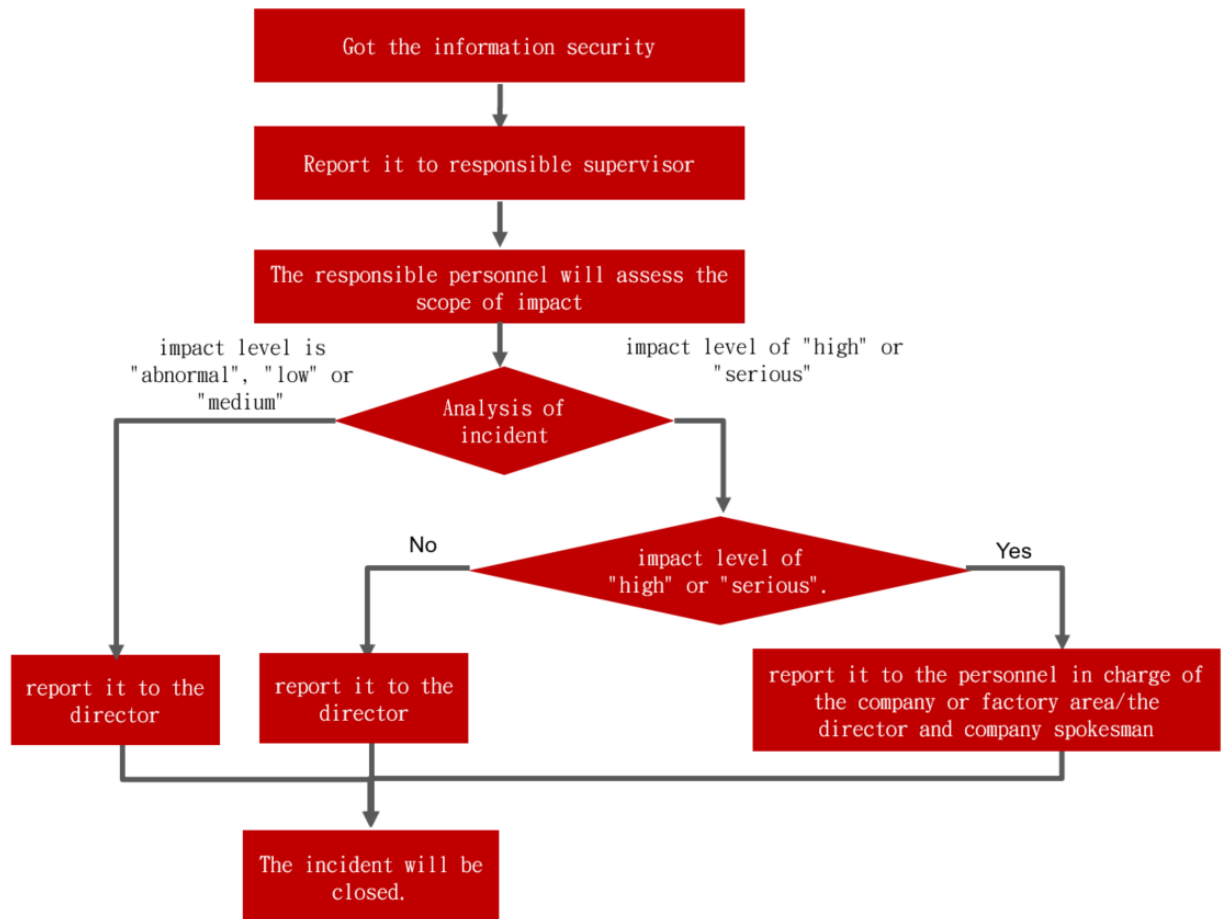 Got the information security
Report it to responsible supervisor
The responsible personnel will assess the
scope of impact
impact level is
"abnormal", "low" or
"medium"
impact level of "high" or
"serious"
Analysis of
incident
No
impact level of
"high" or "serious".
Yes
report it to the
director
report it to the
director
report it to the personnel in charge of
the company or factory area/the
director and company spokesman
The incident will be
closed.